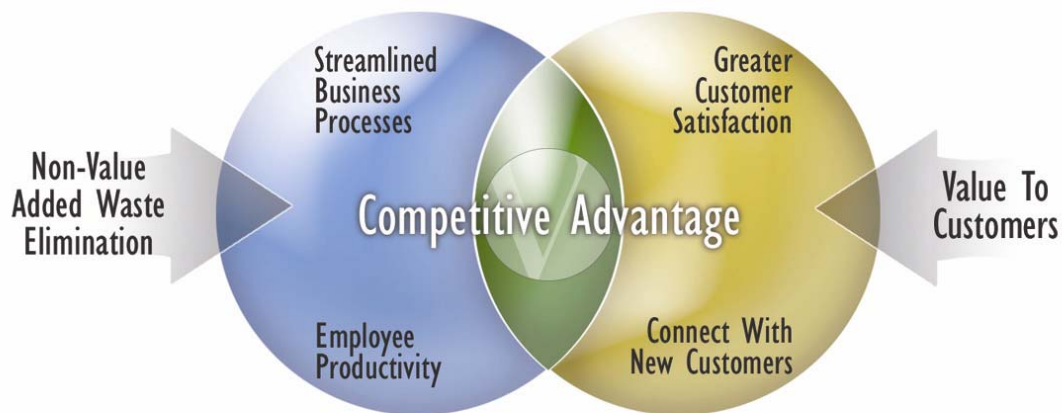 Streamlined
Business
Processes
Greater
Customer
Satisfaction
Non-Value
Added Waste
Elimination
Competitive Advantage
V
Value To
Customers
Employee
Productivity
Connect With
New Customers